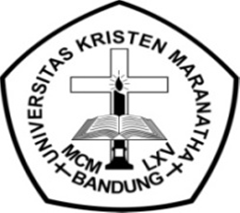 UNIVERSITAS KRISTEN MARANATHA
MCM LXV
BANDUNG